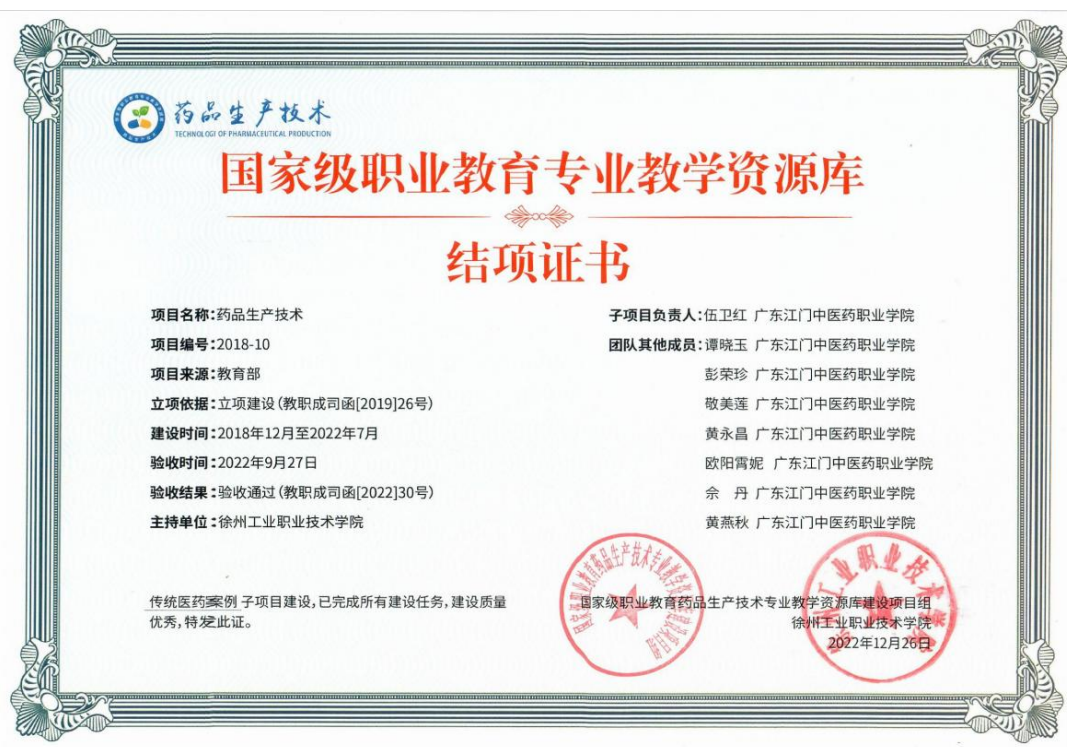 药品生产技术
TECHNOLOGY OF PHARMACEUTICAL PRODUCTION
国家级职业教育专业教学资源库
结项证书
项目名称:药品生产技术
项目编号:2018-10
项目来源:教育部
立项依据:立项建设(教职成司函[2019]26号)
建设时间:2018年12月至2022年7月
验收时间:2022年9月27日
验收结果:验收通过(教职成司函[2022]30号)
主持单位:徐州工业职业技术学院
子项目负责人:伍卫红 广东江门中医药职业学院
团队其他成员:谭晓玉 广东江门中医药职业学院
彭荣珍 广东江门中医药职业学院
敬美莲 广东江门中医药职业学院
黄永昌 广东江门中医药职业学院
欧阳霄妮 广东江门中医药职业学院
佘 丹 广东江门中医药职业学院
黄燕秋 广东江门中医药职业学院
传统医药案例 子项目建设,已完成所有建设任务,建设质量
优秀,特发此证。
国家级职业教育药品生产技术专业教学资源库建设项目组
徐州工业职业技术学院
2022年12月26日
徐州工业职业技术学院